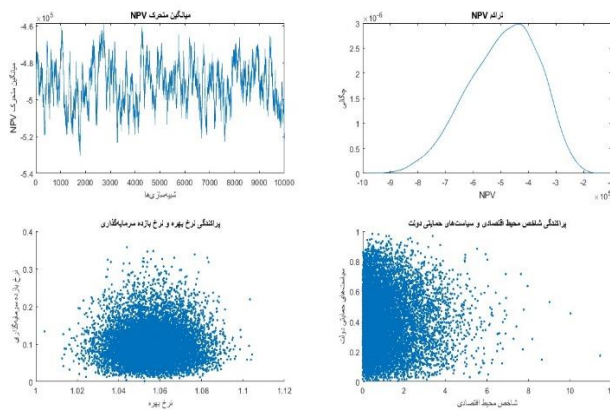 میانگین متحرک NPV
×10^5
-4.6
-4.8
-5
-5.2
-5.4
میانگین متحرک NPV
0 1000 2000 3000 4000 5000 6000 7000 8000 9000 10000
شبیه‌سازی‌ها
تراکم NPV
×10^-6
3
2.5
2
1.5
1
0.5
0
چگالی
-10 -9 -8 -7 -6 -5 -4 -3 -2 -1
NPV
پراکندگی نرخ بهره و نرخ بازده سرمایه‌گذاری
0.4
0.3
0.2
0.1
0
نرخ بازده سرمایه‌گذاری
1 1.02 1.04 1.06 1.08 1.1 1.12
نرخ بهره
پراکندگی شاخص محیط اقتصادی و سیاست‌های حمایتی دولت
1
0.8
0.6
0.4
0.2
0
سیاست‌های حمایتی دولت
0 2 4 6 8 10 12
شاخص محیط اقتصادی